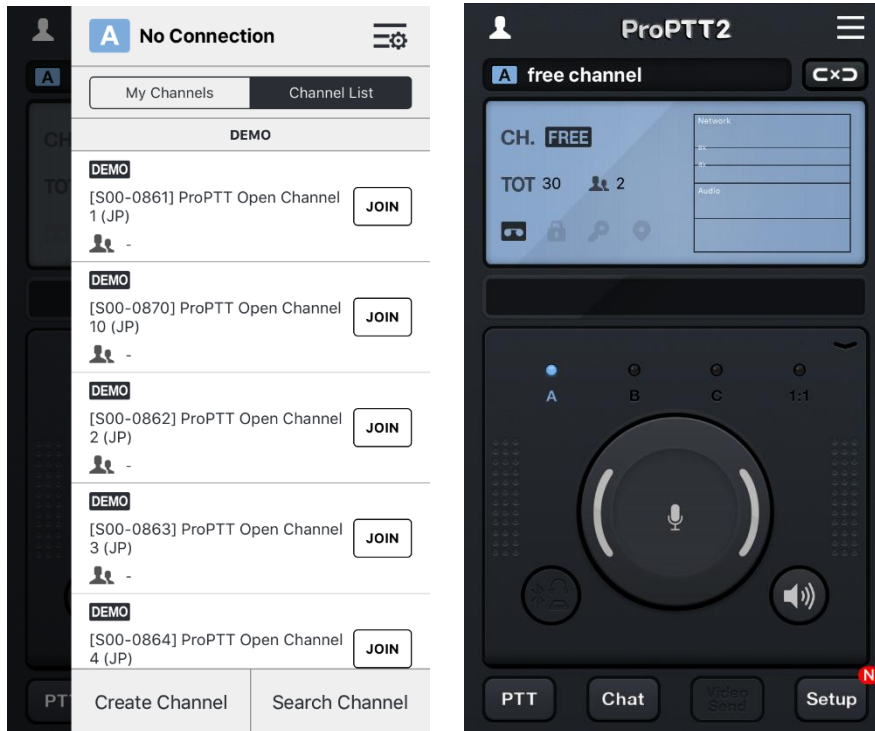 A No Connection
My Channels Channel List
DEMO
DEMO
[S00-0861] ProPTT Open Channel
1 (JP)
JOIN
-
DEMO
[S00-0870] ProPTT Open Channel
10 (JP)
JOIN
-
DEMO
[S00-0862] ProPTT Open Channel
2 (JP)
JOIN
-
DEMO
[S00-0863] ProPTT Open Channel
3 (JP)
JOIN
-
DEMO
[S00-0864] ProPTT Open Channel
4 (JP)
JOIN
Create Channel Search Channel
A
CH
TO
PT
ProPTT2
A free channel
CH. FREE
TOT 30 2
Network
Audio
A B C 1:1
N
PTT Chat Video Send Setup